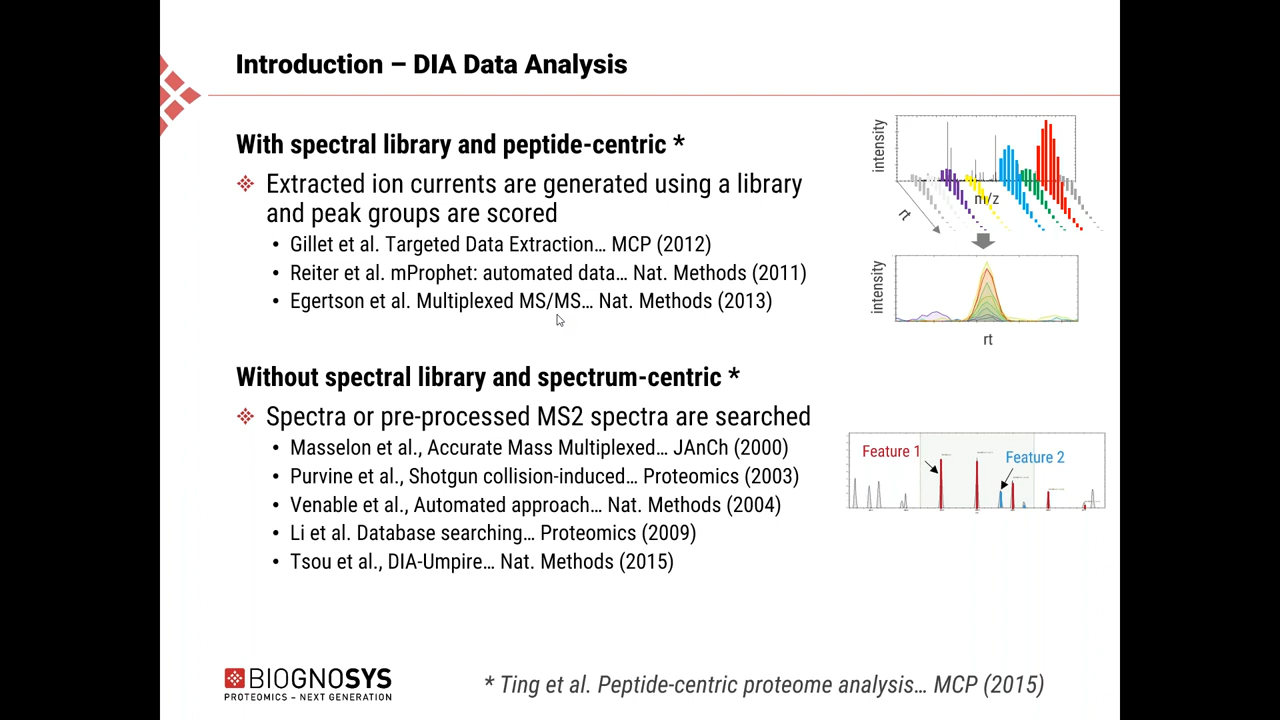 Introduction – DIA Data Analysis
With spectral library and peptide-centric *
Extracted ion currents are generated using a library
and peak groups are scored
• Gillet et al. Targeted Data Extraction… MCP (2012)
• Reiter et al. mProphet: automated data… Nat. Methods (2011)
• Egertson et al. Multiplexed MS/MS… Nat. Methods (2013)
intensity
m/z
rt
intensity
rt
Without spectral library and spectrum-centric *
Spectra or pre-processed MS2 spectra are searched
• Masselon et al., Accurate Mass Multiplexed… JAnCh (2000)
• Purvine et al., Shotgun collision-induced… Proteomics (2003)
• Venable et al., Automated approach… Nat. Methods (2004)
• Li et al. Database searching… Proteomics (2009)
• Tsou et al., DIA-Umpire… Nat. Methods (2015)
Feature 1
Feature 2
BIOGNOSYS
PROTEOMICS – NEXT GENERATION
* Ting et al. Peptide-centric proteome analysis… MCP (2015)